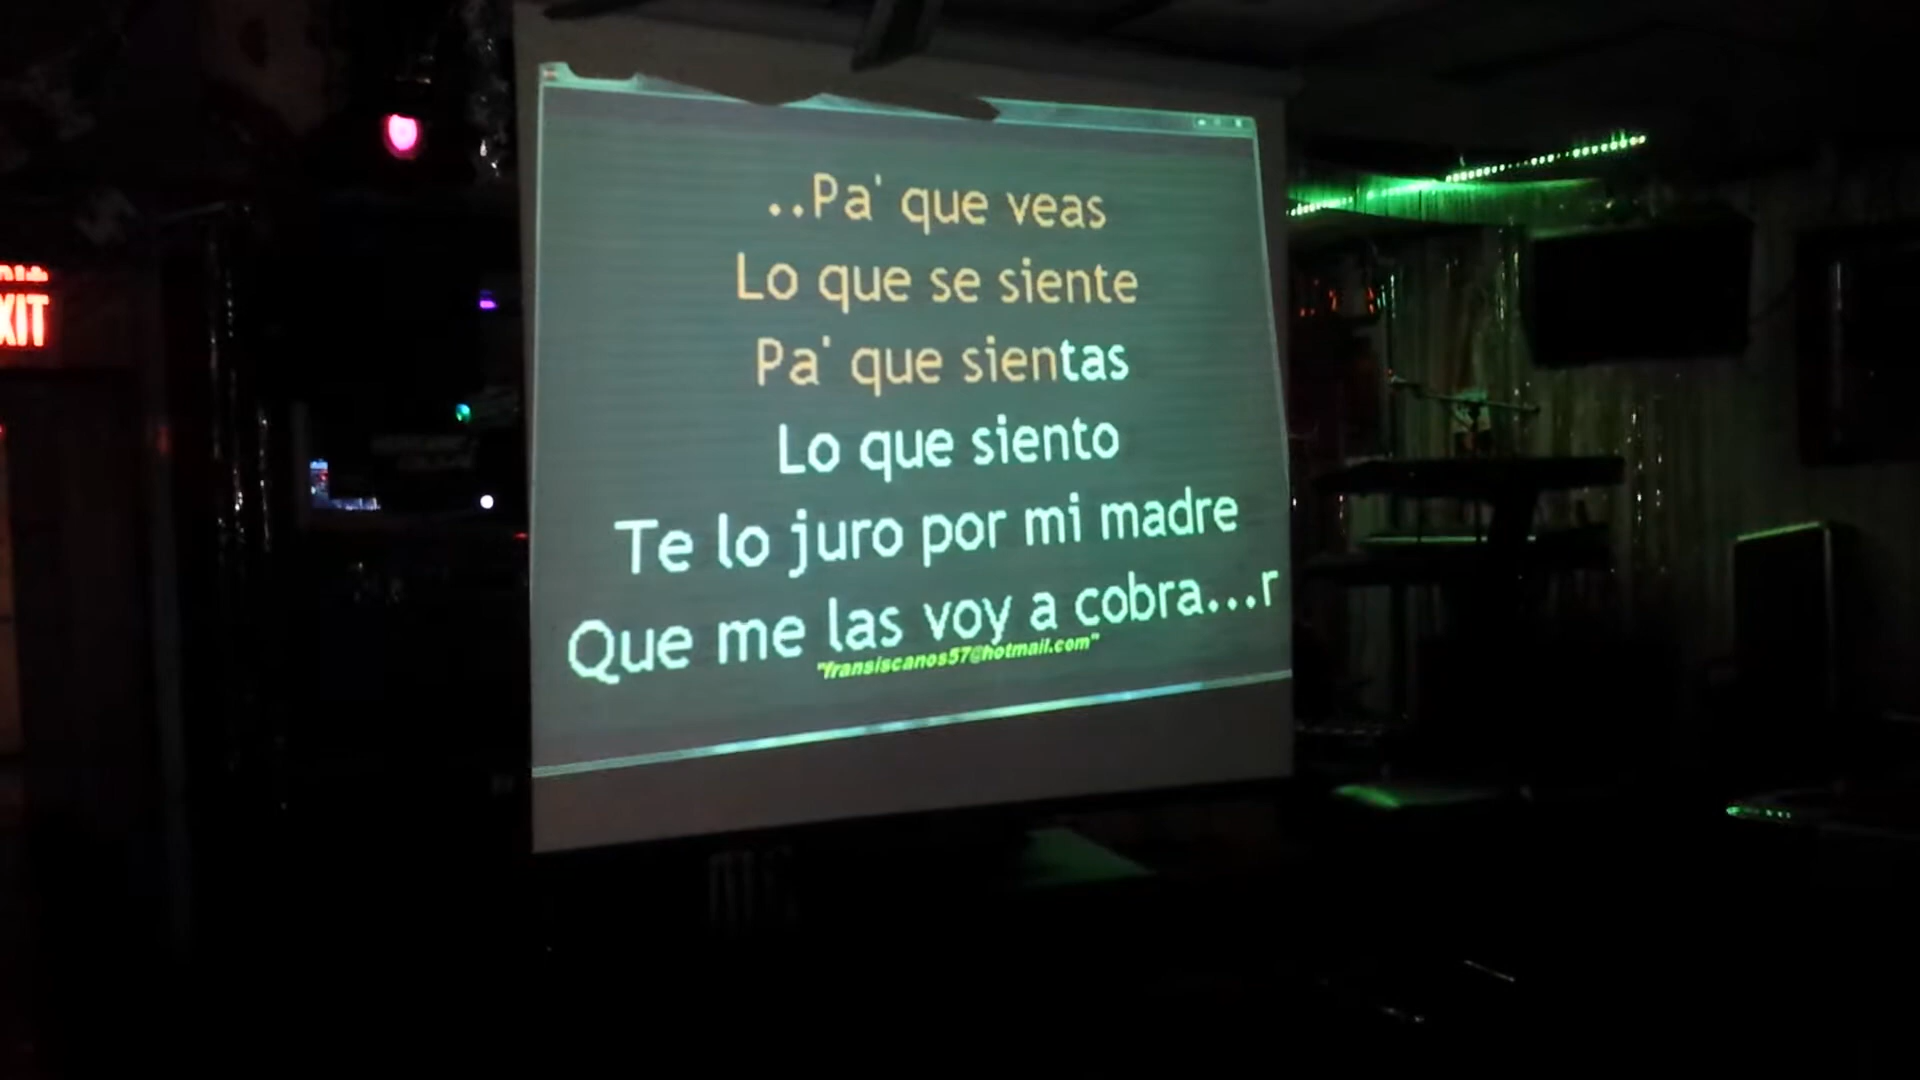 EXIT
..Pa' que veas
Lo que se siente
Pa' que sientas
Lo que siento
Te lo juro por mi madre
Que me las voy a cobra...r
"fransiscanos57@hotmail.com"